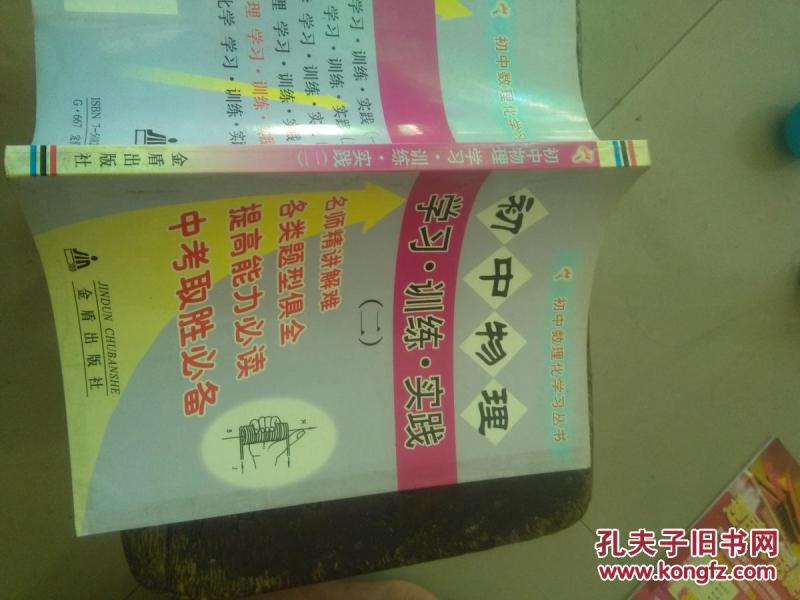 初中数理化学习丛书
初中物理
学习·训练·实践
(二)
名师精讲解难
各类题型俱全
提高能力必读
中考取胜必备
JINDUN CHUBANSHE
金盾出版社
初中物理 学习·训练·实践(二) 金盾出版社
初中数理化学习
学习·训练·实践
学习·训练·实践
理 学习·训练·实践
理 学习·训练·实践
化学 学习·训练·实践
ISBN 7-
G·667
孔夫子旧书网
www.kongfz.com